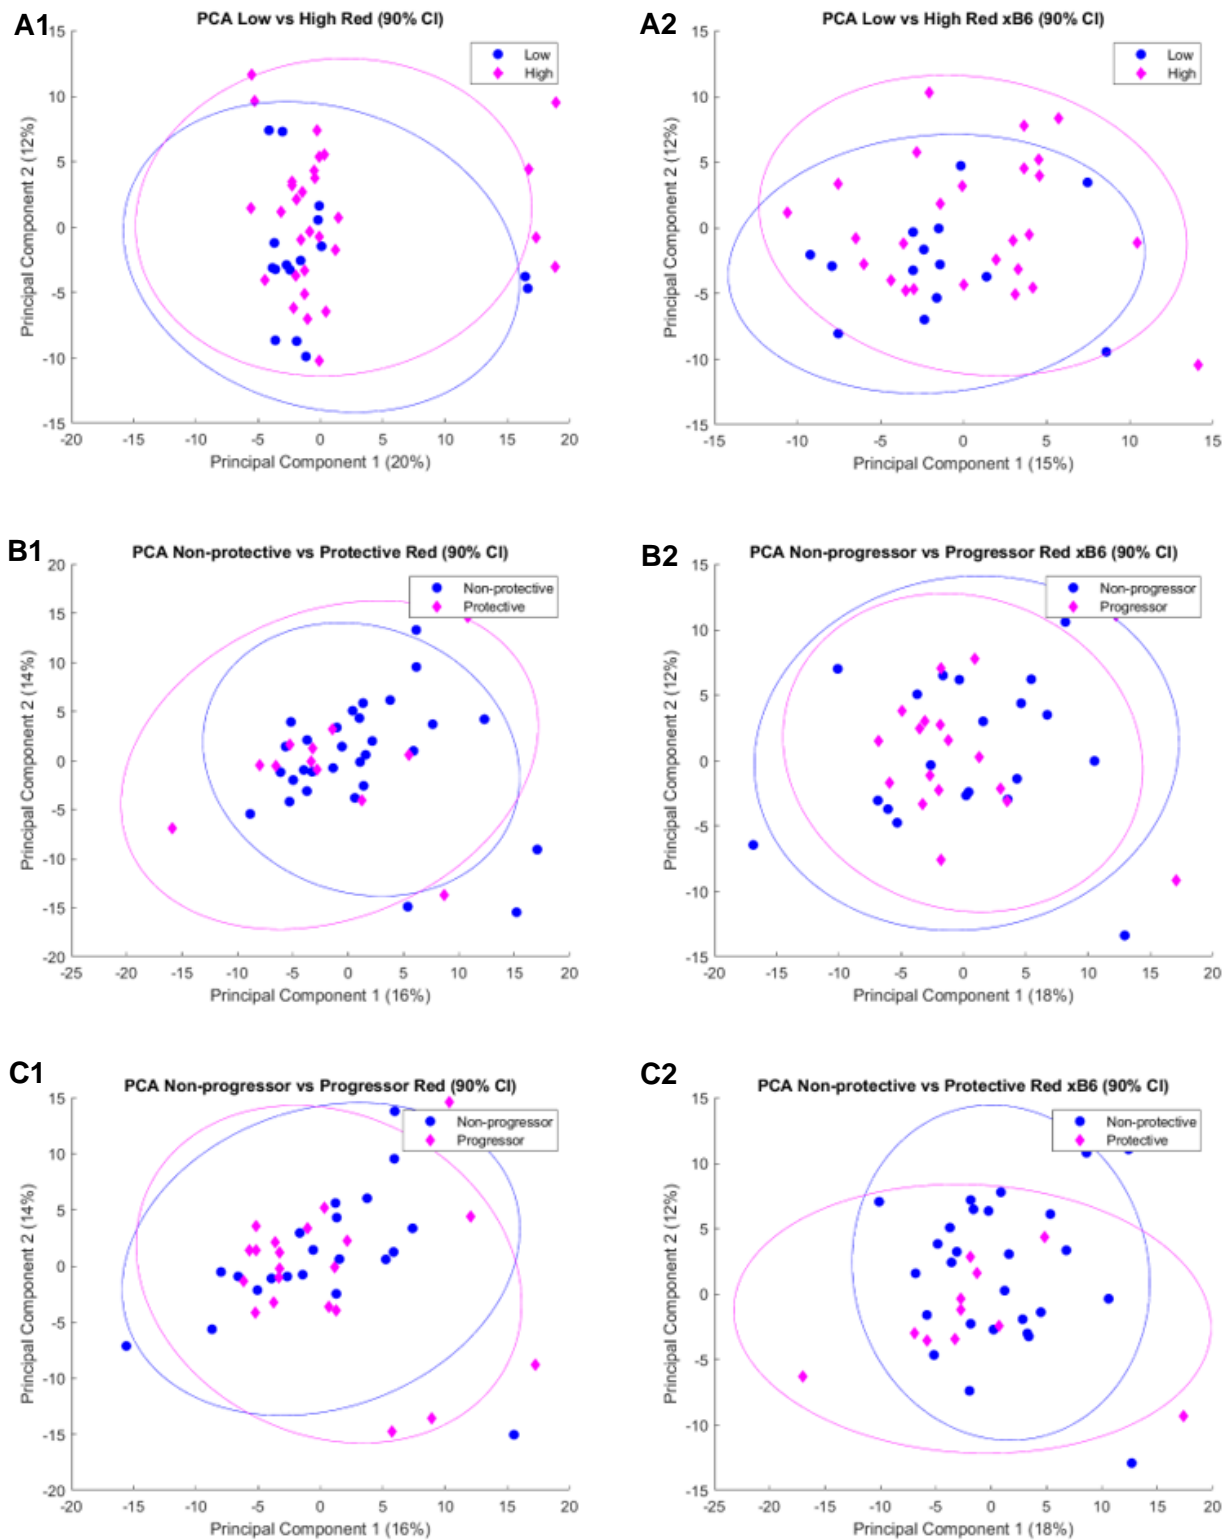 A1
PCA Low vs High Red (90% CI)
Low
High
15
10
5
0
-5
-10
-15
-20
-15
-10
-5
0
5
10
15
20
Principal Component 2 (12%)
Principal Component 1 (20%)
A2
PCA Low vs High Red xB6 (90% CI)
Low
High
15
10
5
0
-5
-10
-15
-15
-10
-5
0
5
10
15
Principal Component 2 (12%)
Principal Component 1 (15%)
B1
PCA Non-protective vs Protective Red (90% CI)
Non-protective
Protective
20
15
10
5
0
-5
-10
-15
-20
-25
-20
-15
-10
-5
0
5
10
15
20
Principal Component 2 (14%)
Principal Component 1 (16%)
B2
PCA Non-progressor vs Progressor Red xB6 (90% CI)
Non-progressor
Progressor
15
10
5
0
-5
-10
-15
-20
-15
-10
-5
0
5
10
15
20
Principal Component 2 (12%)
Principal Component 1 (18%)
C1
PCA Non-progressor vs Progressor Red (90% CI)
Non-progressor
Progressor
15
10
5
0
-5
-10
-15
-20
-20
-15
-10
-5
0
5
10
15
20
Principal Component 2 (14%)
Principal Component 1 (16%)
C2
PCA Non-protective vs Protective Red xB6 (90% CI)
Non-protective
Protective
15
10
5
0
-5
-10
-15
-25
-20
-15
-10
-5
0
5
10
15
20
Principal Component 2 (12%)
Principal Component 1 (18%)